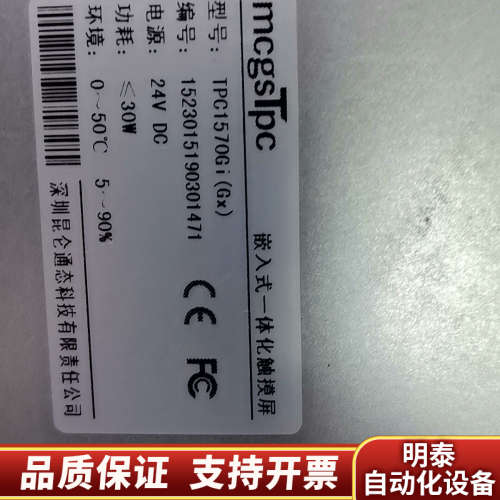 mcgsTpc
嵌入式一体化触摸屏
型号: TPC1570Gi(Gx)
编号: 1523015190301471
电源: 24V DC
功耗: ≤30W
环境: 0～50℃ 5～90%
CE FC
深圳昆仑通态科技有限责任公司
品质保证 支持开票
明泰
自动化设备